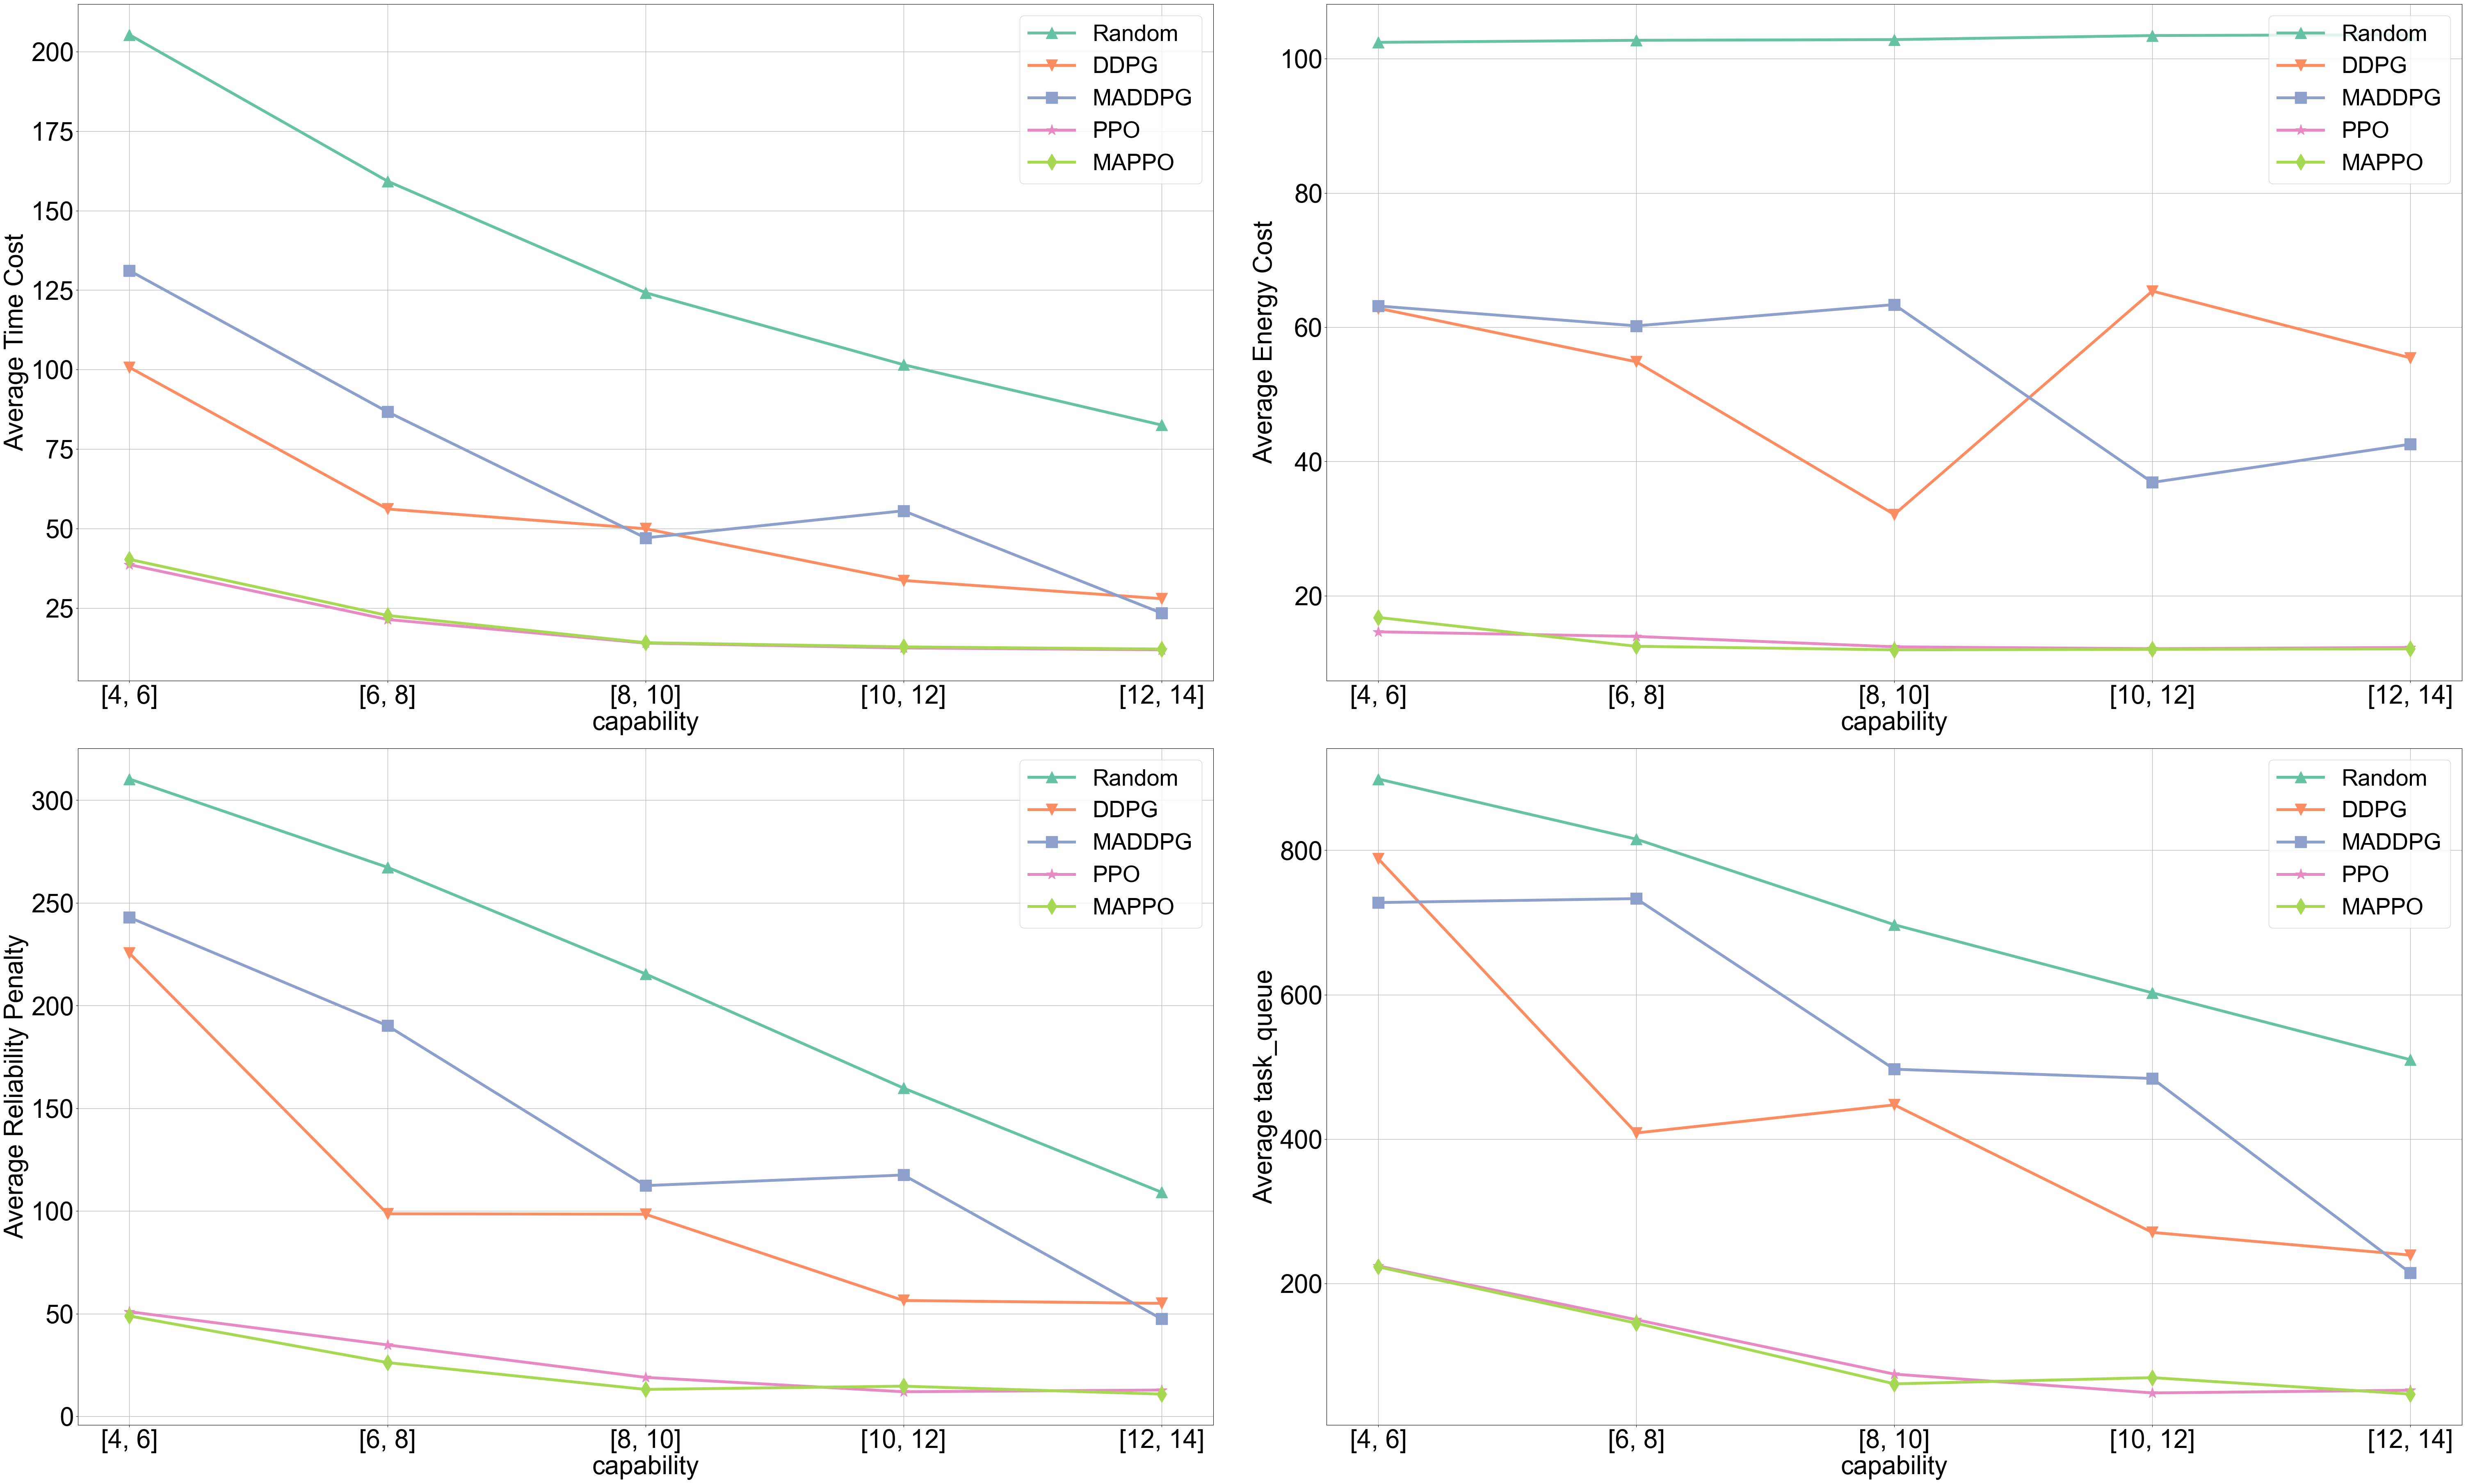 Average Time Cost
200
175
150
125
100
75
50
25
[4, 6] [6, 8] [8, 10] [10, 12] [12, 14]
capability
Random
DDPG
MADDPG
PPO
MAPPO
Average Energy Cost
100
80
60
40
20
[4, 6] [6, 8] [8, 10] [10, 12] [12, 14]
capability
Random
DDPG
MADDPG
PPO
MAPPO
Average Reliability Penalty
300
250
200
150
100
50
0
[4, 6] [6, 8] [8, 10] [10, 12] [12, 14]
capability
Random
DDPG
MADDPG
PPO
MAPPO
Average task_queue
800
600
400
200
[4, 6] [6, 8] [8, 10] [10, 12] [12, 14]
capability
Random
DDPG
MADDPG
PPO
MAPPO